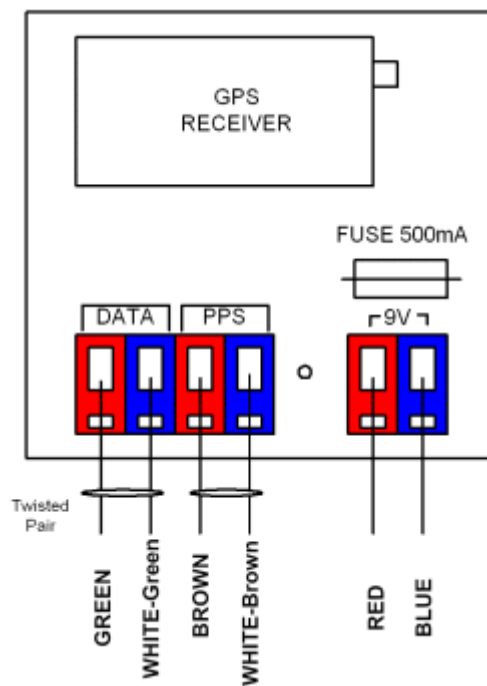 GPS
RECEIVER
FUSE 500mA
DATA
PPS
9V
Twisted
Pair
GREEN
WHITE-Green
BROWN
WHITE-Brown
RED
BLUE